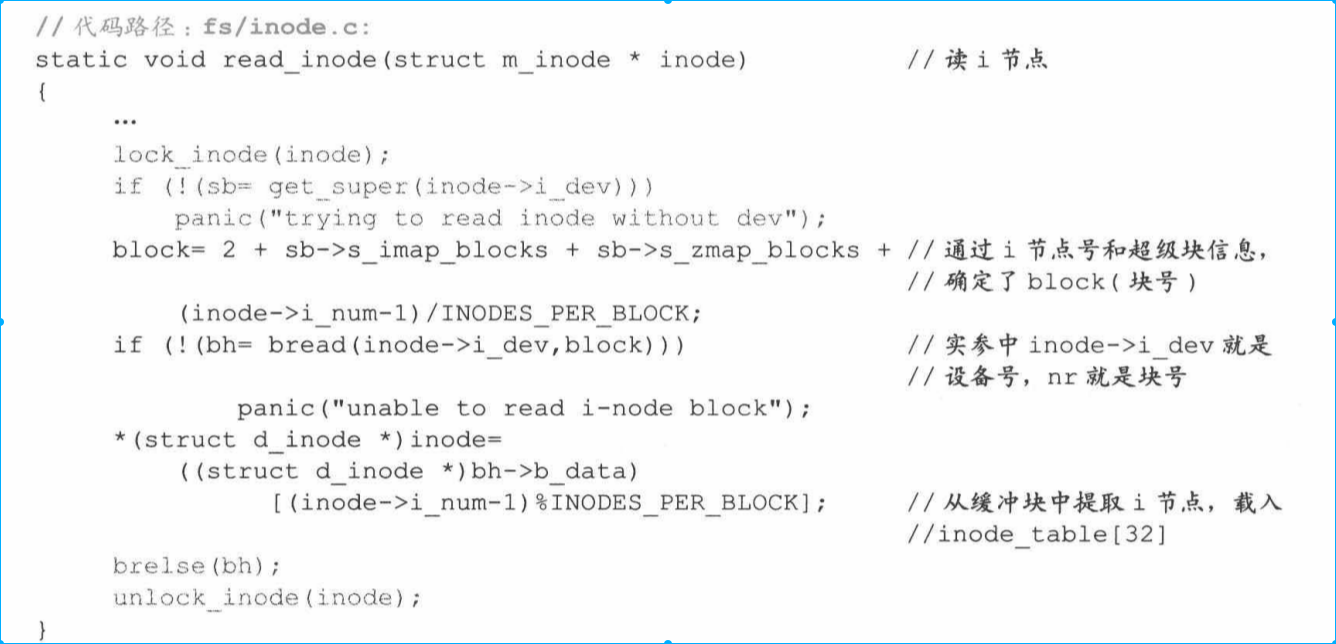 // 代码路径：fs/inode.c:
static void read_inode(struct m_inode * inode) // 读 i 节点
{
...
lock_inode(inode);
if (!(sb= get_super(inode->i_dev)))
panic("trying to read inode without dev");
block= 2 + sb->s_imap_blocks + sb->s_zmap_blocks + // 通过 i 节点号和超级块信息，
// 确定了 block( 块号 )
(inode->i_num-1)/INODES_PER_BLOCK;
if (!(bh= bread(inode->i_dev,block))) // 实参中 inode->i_dev 就是
// 设备号，nr 就是块号
panic("unable to read i-node block");
*(struct d_inode *)inode=
((struct d_inode *)bh->b_data)
[(inode->i_num-1)%INODES_PER_BLOCK]; // 从缓冲块中提取 i 节点，载入
//inode_table[32]
brelse(bh);
unlock_inode(inode);
}